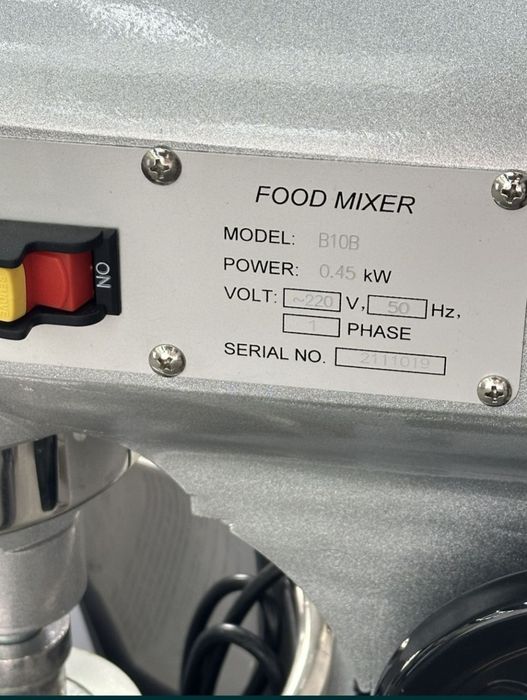 FOOD MIXER
MODEL: B10B
POWER: 0.45 kW
VOLT: ~220 V, 50 Hz,
1 PHASE
SERIAL NO. 2111019
ON